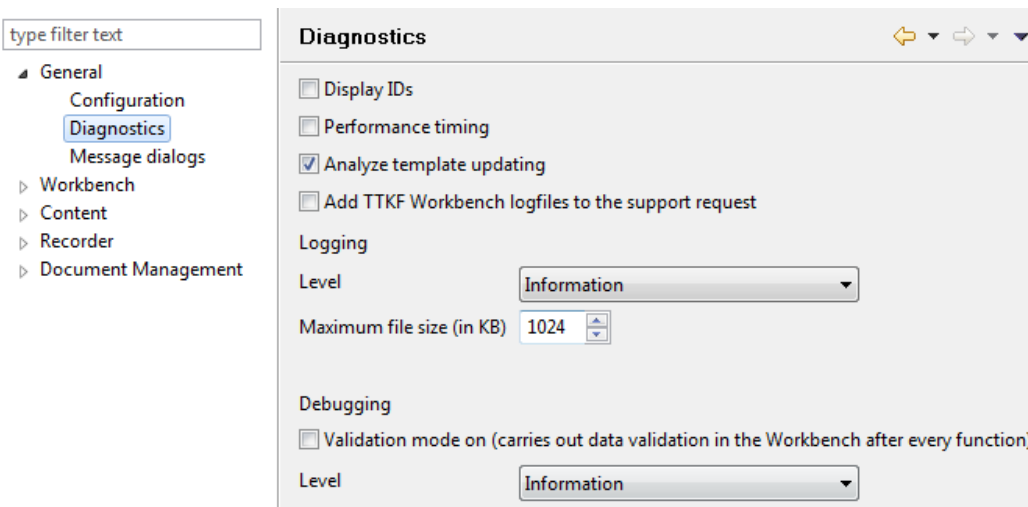 type filter text
General
Configuration
Diagnostics
Message dialogs
Workbench
Content
Recorder
Document Management
Diagnostics
Display IDs
Performance timing
Analyze template updating
Add TTKF Workbench logfiles to the support request
Logging
Level Information
Maximum file size (in KB) 1024
Debugging
Validation mode on (carries out data validation in the Workbench after every function)
Level Information